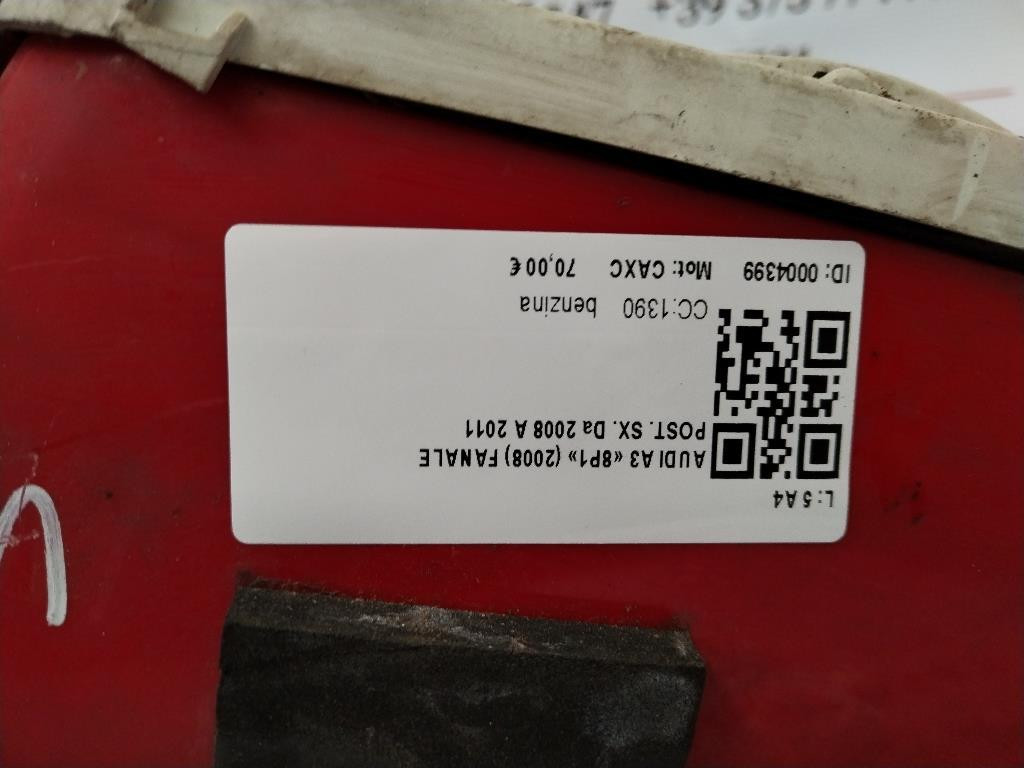 L: 5 A4
AUDI A3 «8P1» (2008) FANALE
POST. SX. Da 2008 A 2011
CC:1390 benzina
ID: 0004399 Mot: CAXC 70,00 €